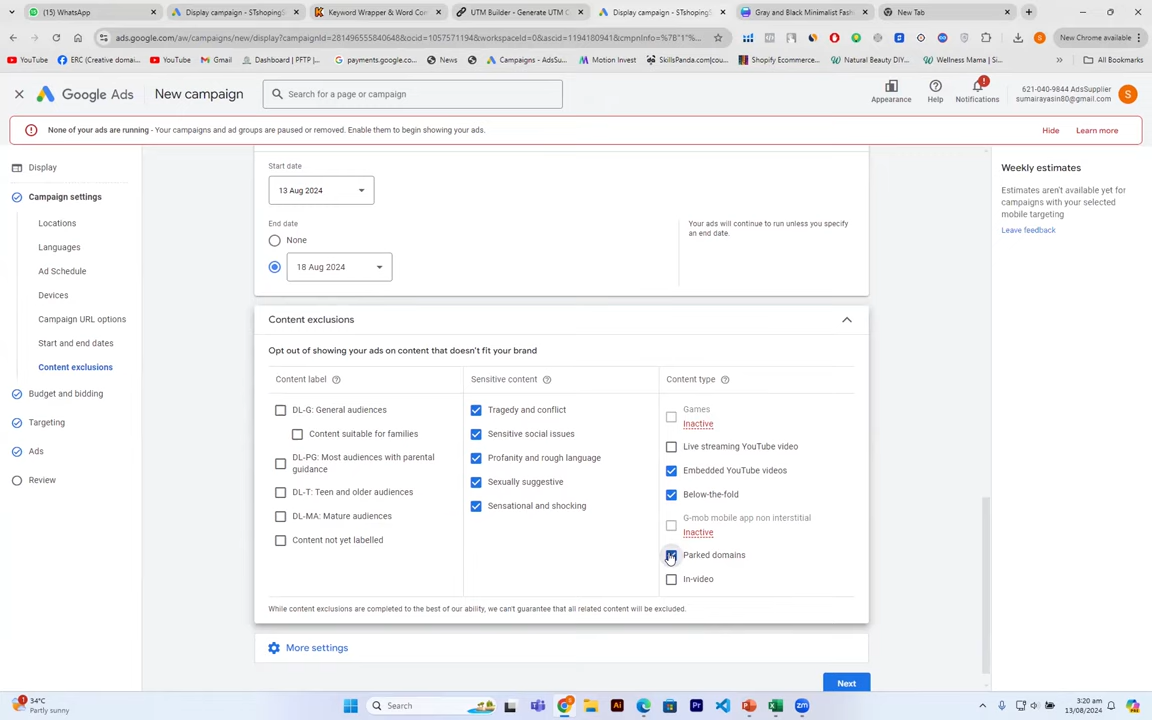 (15) WhatsApp
Display campaign - STshopingS
Keyword Wrapper & Word Con
UTM Builder - Generate UTM C
Display campaign - STshopingS
Gray and Black Minimalist Fash
New Tab
ads.google.com/aw/campaigns/new/display?campaignId=281496555840648&ocid=1057571194&workspaceId=0&ascid=1194180941&cmpnInfo=%7B"1"%...
New Chrome available
YouTube
ERC (Creative domai...
YouTube
Gmail
Dashboard | PFTP |...
payments.google.co...
News
Campaigns - AdsSu...
Motion Invest
SkillsPanda.com|cou...
Shopify Ecommerce...
Natural Beauty DIY...
Wellness Mama | Si...
All Bookmarks
Google Ads
New campaign
Search for a page or campaign
Appearance
Help
Notifications
621-040-9844 AdsSupplier
sumairayasin80@gmail.com
S
None of your ads are running - Your campaigns and ad groups are paused or removed. Enable them to begin showing your ads.
Hide
Learn more
Display
Campaign settings
Locations
Languages
Ad Schedule
Devices
Campaign URL options
Start and end dates
Content exclusions
Budget and bidding
Targeting
Ads
Review
Start date
13 Aug 2024
End date
None
18 Aug 2024
Your ads will continue to run unless you specify
an end date.
Content exclusions
Opt out of showing your ads on content that doesn't fit your brand
Content label
DL-G: General audiences
Content suitable for families
DL-PG: Most audiences with parental
guidance
DL-T: Teen and older audiences
DL-MA: Mature audiences
Content not yet labelled
Sensitive content
Tragedy and conflict
Sensitive social issues
Profanity and rough language
Sexually suggestive
Sensational and shocking
Content type
Games
Inactive
Live streaming YouTube video
Embedded YouTube videos
Below-the-fold
G-mob mobile app non interstitial
Inactive
Parked domains
In-video
While content exclusions are completed to the best of our ability, we can't guarantee that all related content will be excluded.
More settings
Next
Weekly estimates
Estimates aren't available yet for
campaigns with your selected
mobile targeting
Leave feedback
34°C
Partly sunny
Search
3:20 am
13/08/2024